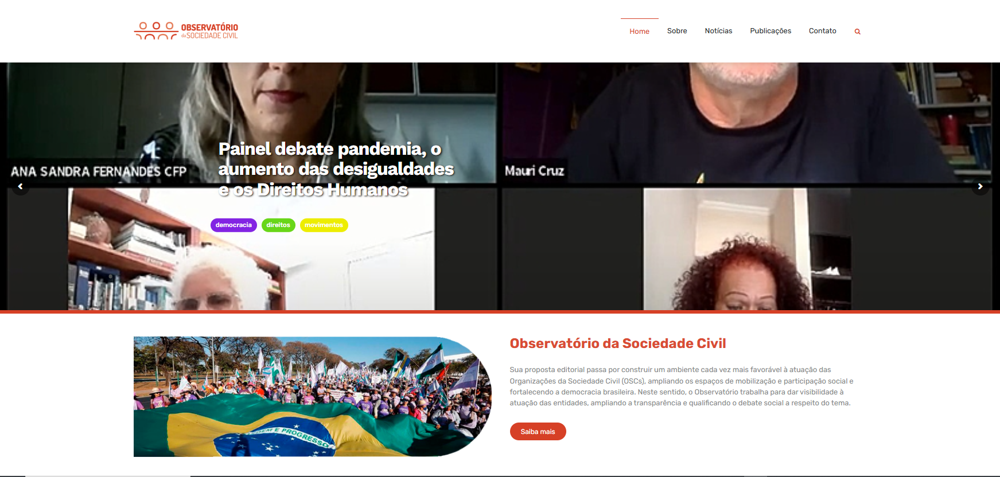 OBSERVATÓRIO
da SOCIEDADE CIVIL
Home
Sobre
Notícias
Publicações
Contato
ANA SANDRA FERNANDES CFP
Mauri Cruz
Painel debate pandemia, o
aumento das desigualdades
e os Direitos Humanos
democracia
direitos
movimentos
Observatório da Sociedade Civil
Sua proposta editorial passa por construir um ambiente cada vez mais favorável à atuação das
Organizações da Sociedade Civil (OSCs), ampliando os espaços de mobilização e participação social e
fortalecendo a democracia brasileira. Neste sentido, o Observatório trabalha para dar visibilidade à
atuação das entidades, ampliando a transparência e qualificando o debate social a respeito do tema.
Saiba mais
E PROGRESSO